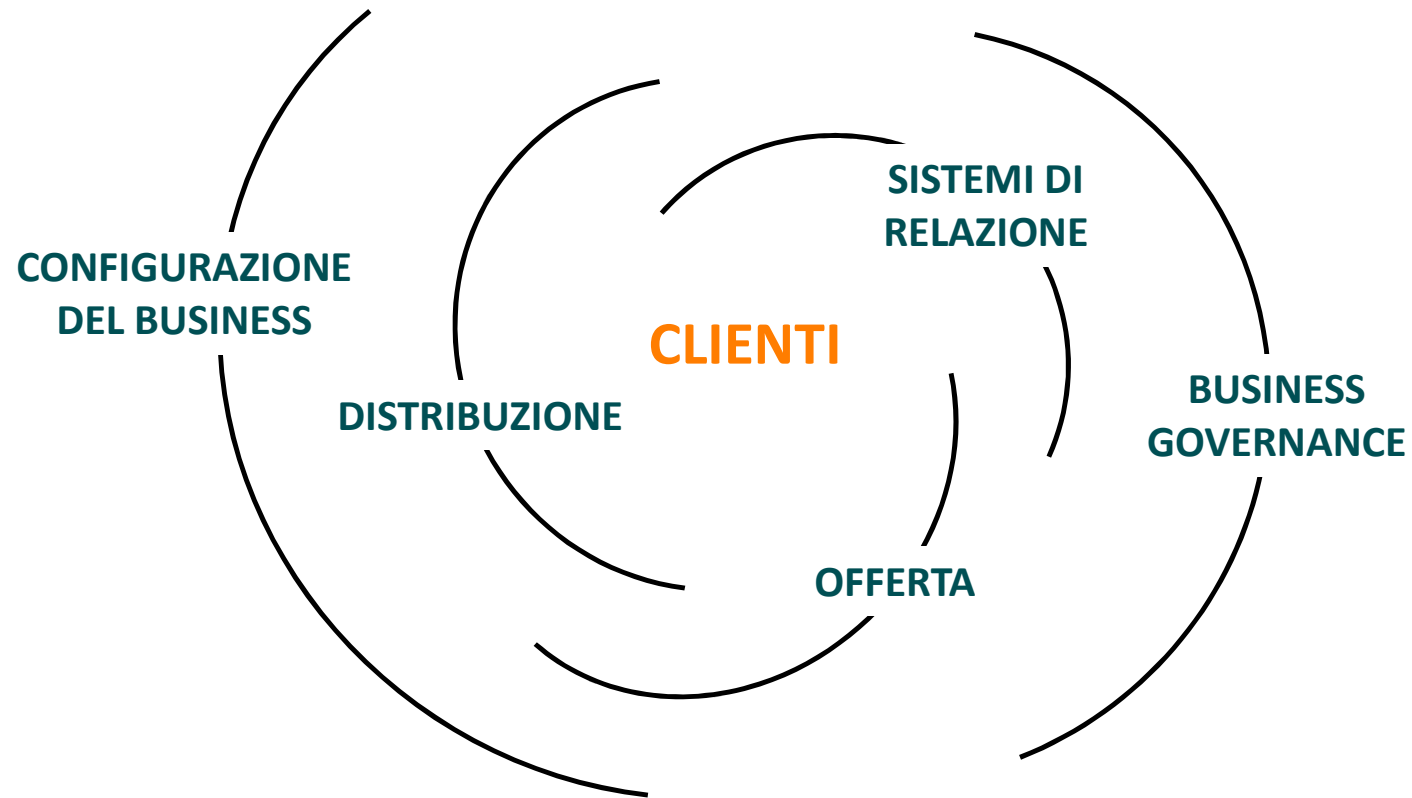 SISTEMI DI
RELAZIONE
CONFIGURAZIONE
DEL BUSINESS
CLIENTI
DISTRIBUZIONE
BUSINESS
GOVERNANCE
OFFERTA